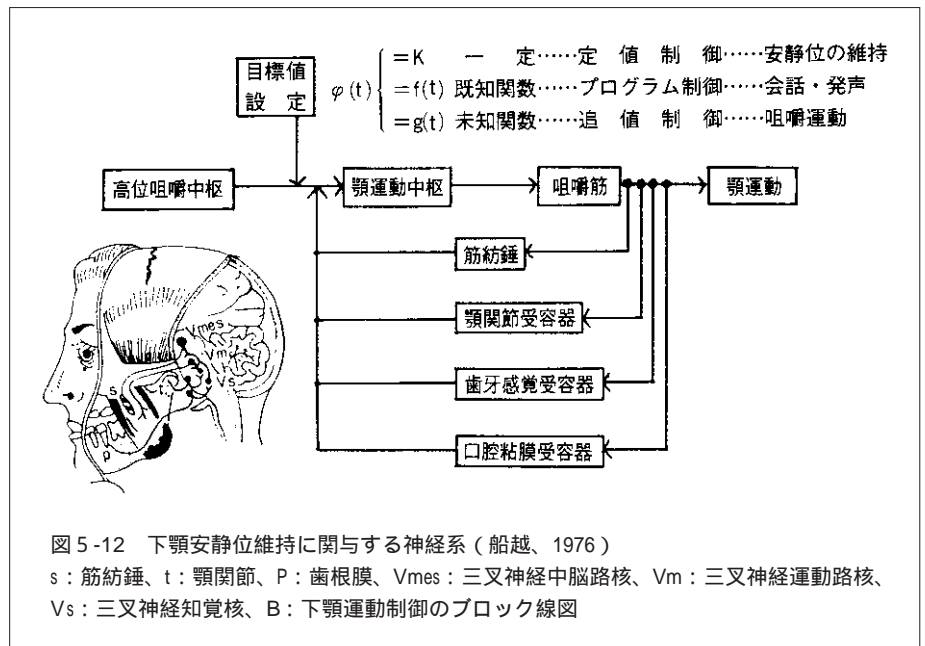 目標値
設 定
φ(t)
=K 一 定……定 値 制 御……安静位の維持
=f(t) 既知関数……プログラム制御……会話・発声
=g(t) 未知関数……追 値 制 御……咀嚼運動
高位咀嚼中枢
顎運動中枢
咀嚼筋
顎運動
筋紡錘
顎関節受容器
歯牙感覚受容器
口腔粘膜受容器
Vmes
Vm
Vs
s
t
p
図5-12 下顎安静位維持に関与する神経系(船越、1976)
s:筋紡錘、t:顎関節、P:歯根膜、Vmes:三叉神経中脳路核、Vm:三叉神経運動路核、
Vs:三叉神経知覚核、B:下顎運動制御のブロック線図